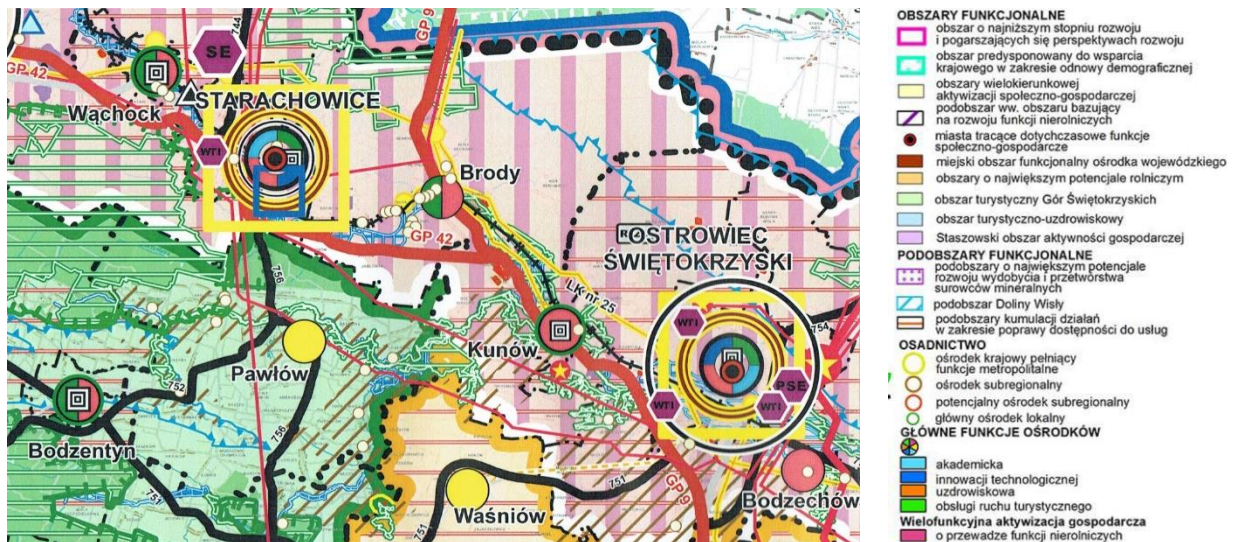 744
GP 9
SE
GP 42
STARACHOWICE
Wąchock
WTI
Brody
GP 42
OSTROWIEC
ŚWIĘTOKRZYSKI
756
LK nr 25
754
WTI
Kunów
Pawłów
752
PSE
WTI
WTI
Bodzentyn
756
751
GP 9
Bodzechów
751
Waśniów
751
OBSZARY FUNKCJONALNE
obszar o najniższym stopniu rozwoju
i pogarszających się perspektywach rozwoju
obszar predysponowany do wsparcia
krajowego w zakresie odnowy demograficznej
obszary wielokierunkowej
aktywizacji społeczno-gospodarczej
podobszar ww. obszaru bazujący
na rozwoju funkcji nierolniczych
miasta tracące dotychczasowe funkcje
społeczno-gospodarcze
miejski obszar funkcjonalny ośrodka wojewódzkiego
obszary o największym potencjale rolniczym
obszar turystyczny Gór Świętokrzyskich
obszar turystyczno-uzdrowiskowy
Staszowski obszar aktywności gospodarczej
PODOBSZARY FUNKCJONALNE
podobszary o największym potencjale
rozwoju wydobycia i przetwórstwa
surowców mineralnych
podobszar Doliny Wisły
podobszary kumulacji działań
w zakresie poprawy dostępności do usług
OSADNICTWO
ośrodek krajowy pełniący
funkcje metropolitalne
ośrodek subregionalny
potencjalny ośrodek subregionalny
główny ośrodek lokalny
GŁÓWNE FUNKCJE OŚRODKÓW
akademicka
innowacji technologicznej
uzdrowiskowa
obsługi ruchu turystycznego
Wielofunkcyjna aktywizacja gospodarcza
o przewadze funkcji nierolniczych